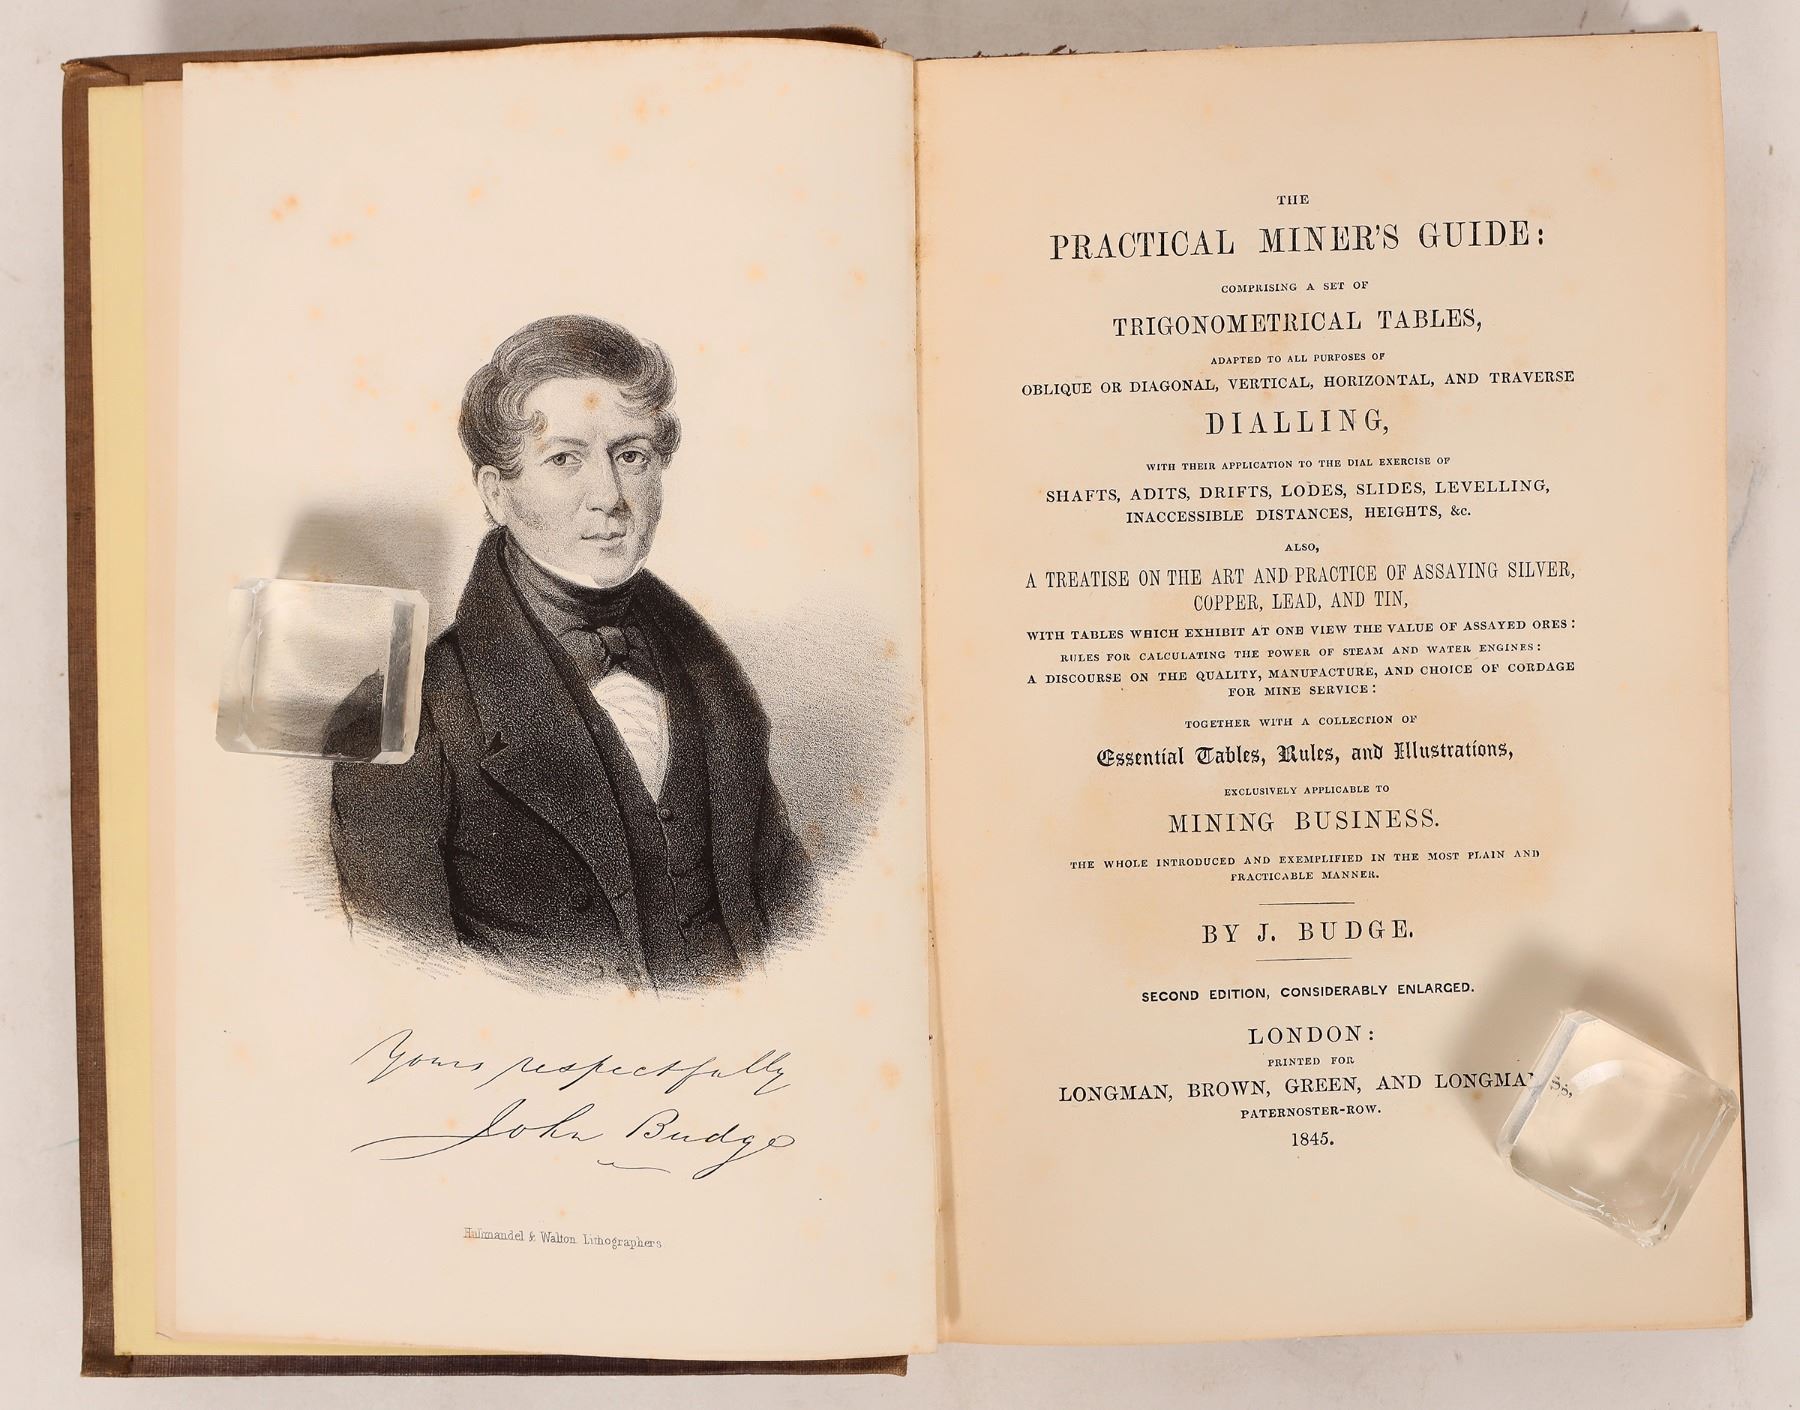 Yours respectfully
John Budge
Hullmandel & Walton Lithographers
THE
PRACTICAL MINER'S GUIDE:
COMPRISING A SET OF
TRIGONOMETRICAL TABLES,
ADAPTED TO ALL PURPOSES OF
OBLIQUE OR DIAGONAL, VERTICAL, HORIZONTAL, AND TRAVERSE
DIALLING,
WITH THEIR APPLICATION TO THE DIAL EXERCISE OF
SHAFTS, ADITS, DRIFTS, LODES, SLIDES, LEVELLING,
INACCESSIBLE DISTANCES, HEIGHTS, &c.
ALSO,
A TREATISE ON THE ART AND PRACTICE OF ASSAYING SILVER,
COPPER, LEAD, AND TIN,
WITH TABLES WHICH EXHIBIT AT ONE VIEW THE VALUE OF ASSAYED ORES:
RULES FOR CALCULATING THE POWER OF STEAM AND WATER ENGINES:
A DISCOURSE ON THE QUALITY, MANUFACTURE, AND CHOICE OF CORDAGE
FOR MINE SERVICE:
TOGETHER WITH A COLLECTION OF
Essential Tables, Rules, and Illustrations,
EXCLUSIVELY APPLICABLE TO
MINING BUSINESS.
THE WHOLE INTRODUCED AND EXEMPLIFIED IN THE MOST PLAIN AND
PRACTICABLE MANNER.
BY J. BUDGE.
SECOND EDITION, CONSIDERABLY ENLARGED.
LONDON:
PRINTED FOR
LONGMAN, BROWN, GREEN, AND LONGMANS,
PATERNOSTER-ROW.
1845.